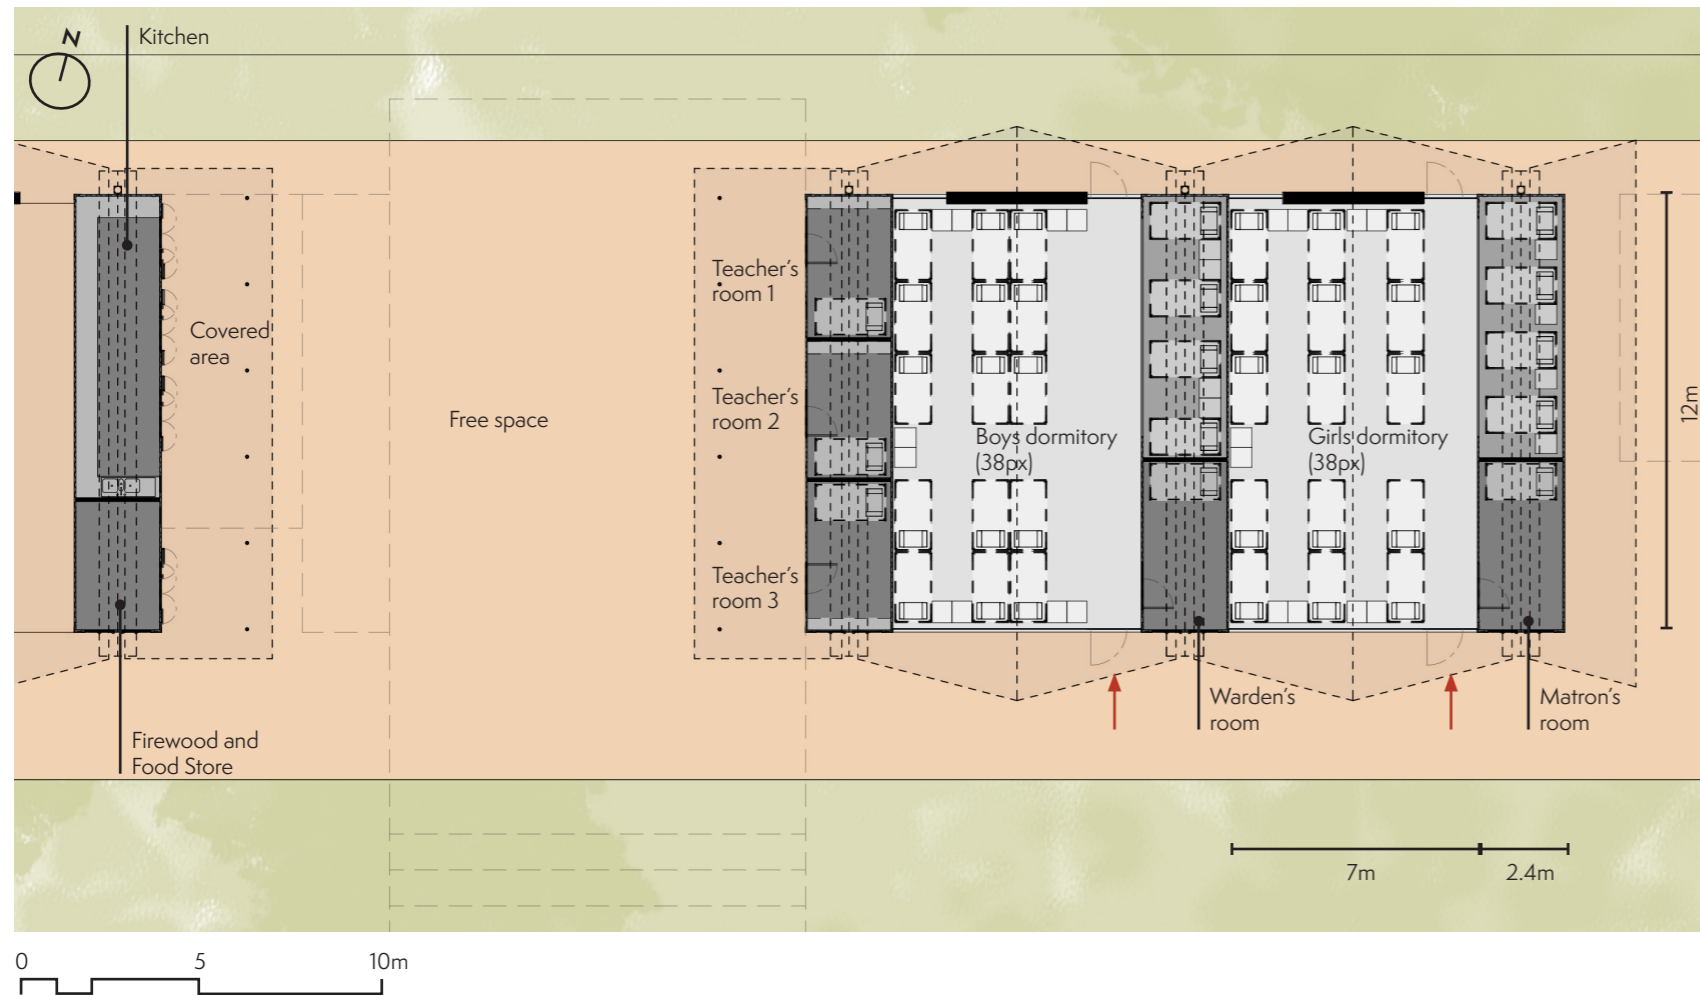 N
Kitchen
Covered
area
Free space
Teacher's
room 1
Teacher's
room 2
Teacher's
room 3
Boys dormitory
(38px)
Girls dormitory
(38px)
12m
Warden's
room
Matron's
room
Firewood and
Food Store
7m
2.4m
0 5 10m